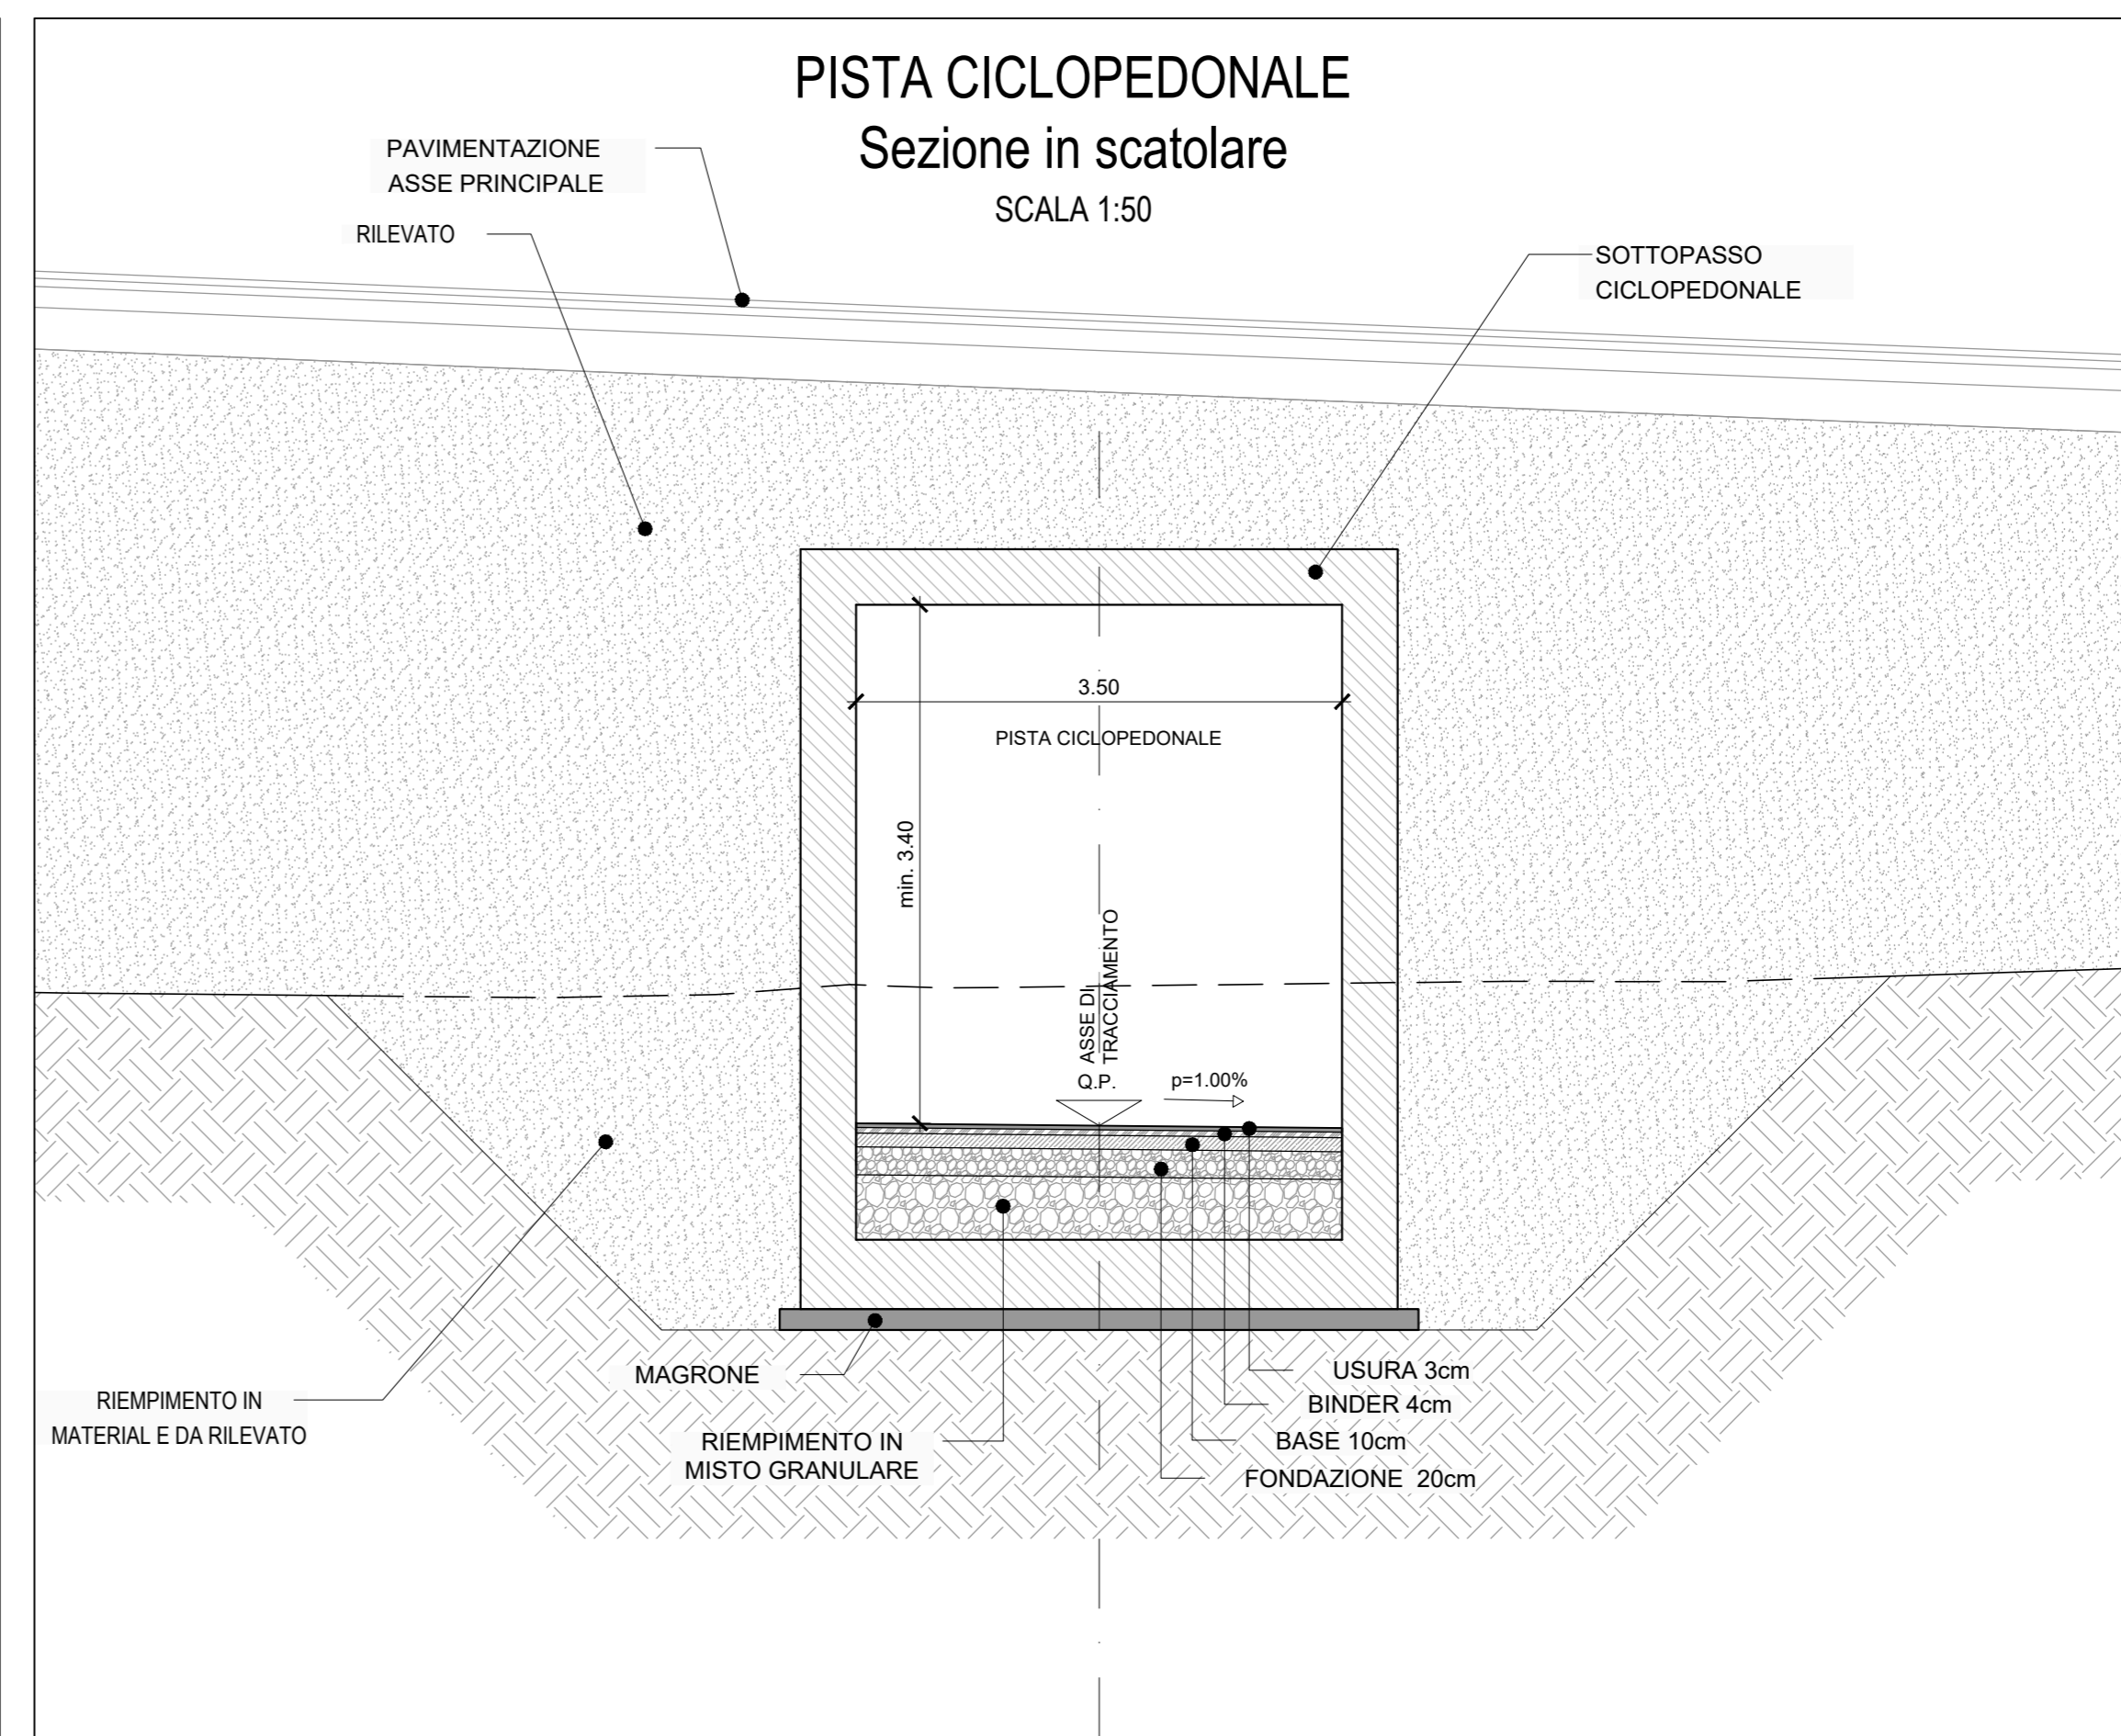 PISTA CICLOPEDONALE
Sezione in scatolare
SCALA 1:50
PAVIMENTAZIONE
ASSE PRINCIPALE
RILEVATO
SOTTOPASSO
CICLOPEDONALE
3.50
PISTA CICLOPEDONALE
min. 3.40
ASSE DI
TRACCIAMENTO
Q.P.
p=1.00%
MAGRONE
RIEMPIMENTO IN
MATERIAL E DA RILEVATO
RIEMPIMENTO IN
MISTO GRANULARE
USURA 3cm
BINDER 4cm
BASE 10cm
FONDAZIONE 20cm